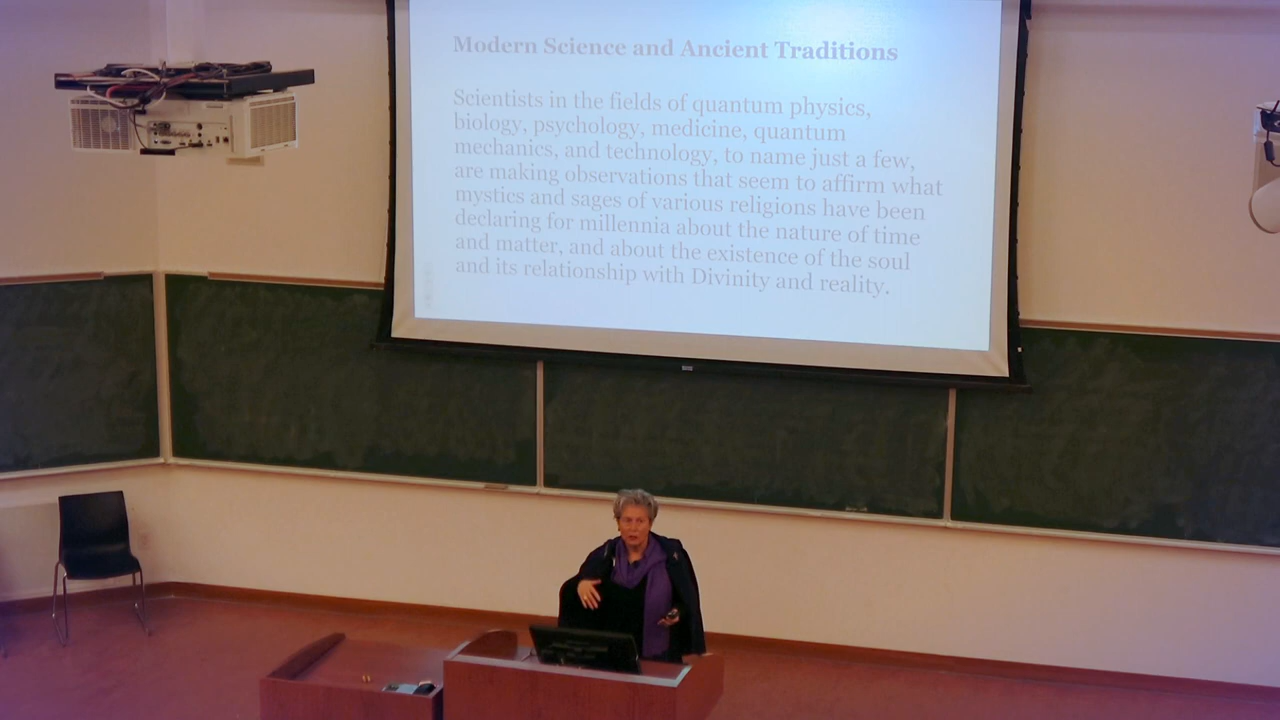 Modern Science and Ancient Traditions
Scientists in the fields of quantum physics,
biology, psychology, medicine, quantum
mechanics, and technology, to name just a few,
are making observations that seem to affirm what
mystics and sages of various religions have been
declaring for millennia about the nature of time
and matter, and about the existence of the soul
and its relationship with Divinity and reality.